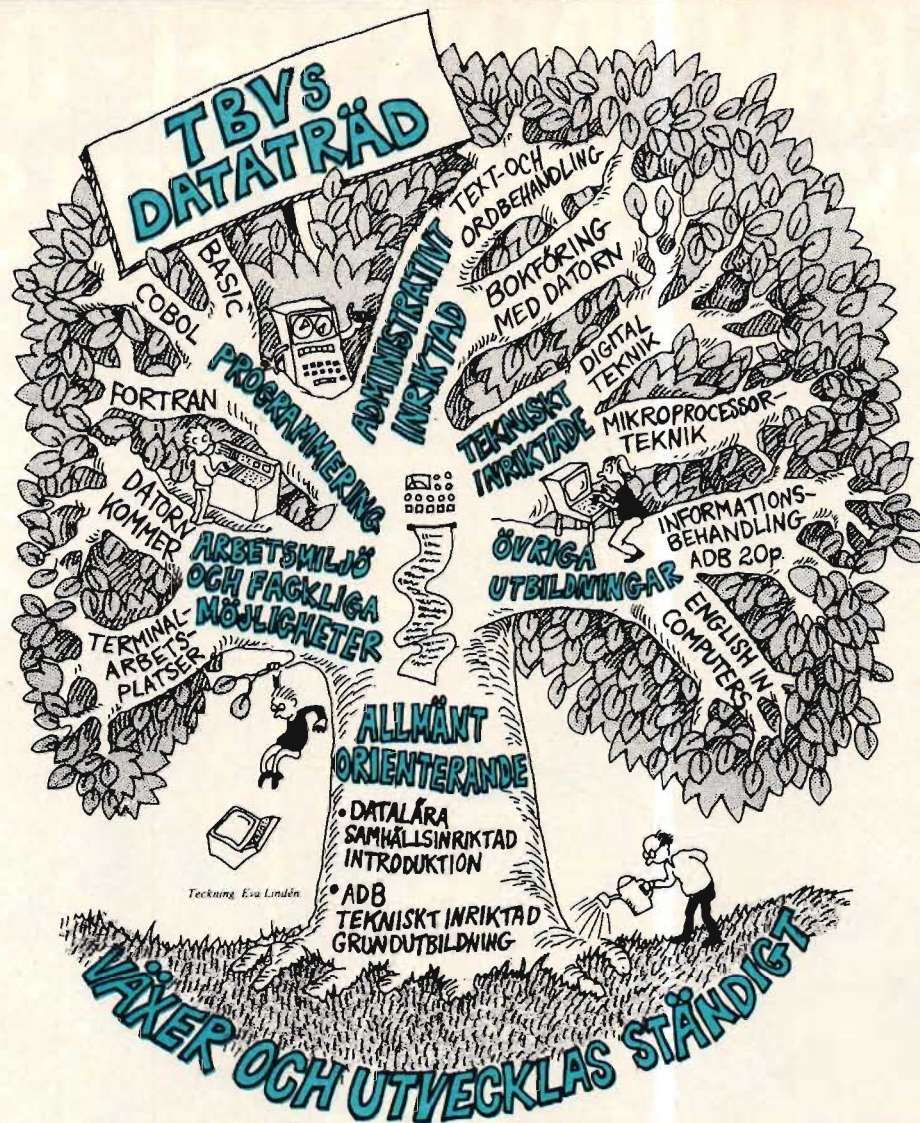 TBVs
DATATRÄD
BASIC
COBOL
FORTRAN
PROGRAMMERING
ADMINISTRATIVT
INRIKTAD
TEXT-OCH
ORDBEHANDLING
BOKFÖRING
MED DATORN
TEKNISKT
INRIKTADE
DIGITAL
TEKNIK
MIKROPROCESSOR-
TEKNIK
DATORN
KOMMER
ARBETSMILJÖ
OCH FACKLIGA
MÖJLIGHETER
TERMINAL-
ARBETS-
PLATSER
ÖVRIGA
UTBILDNINGAR
INFORMATIONS-
BEHANDLING
ADB 20p.
ENGLISH IN
COMPUTERS
ALLMÄNT
ORIENTERANDE
• DATALÄRA
SAMHÄLLSINRIKTAD
INTRODUKTION
• ADB
TEKNISKT INRIKTAD
GRUNDUTBILDNING
Teckning Eva Lindén
VÄXER OCH UTVECKLAS STÄNDIGT